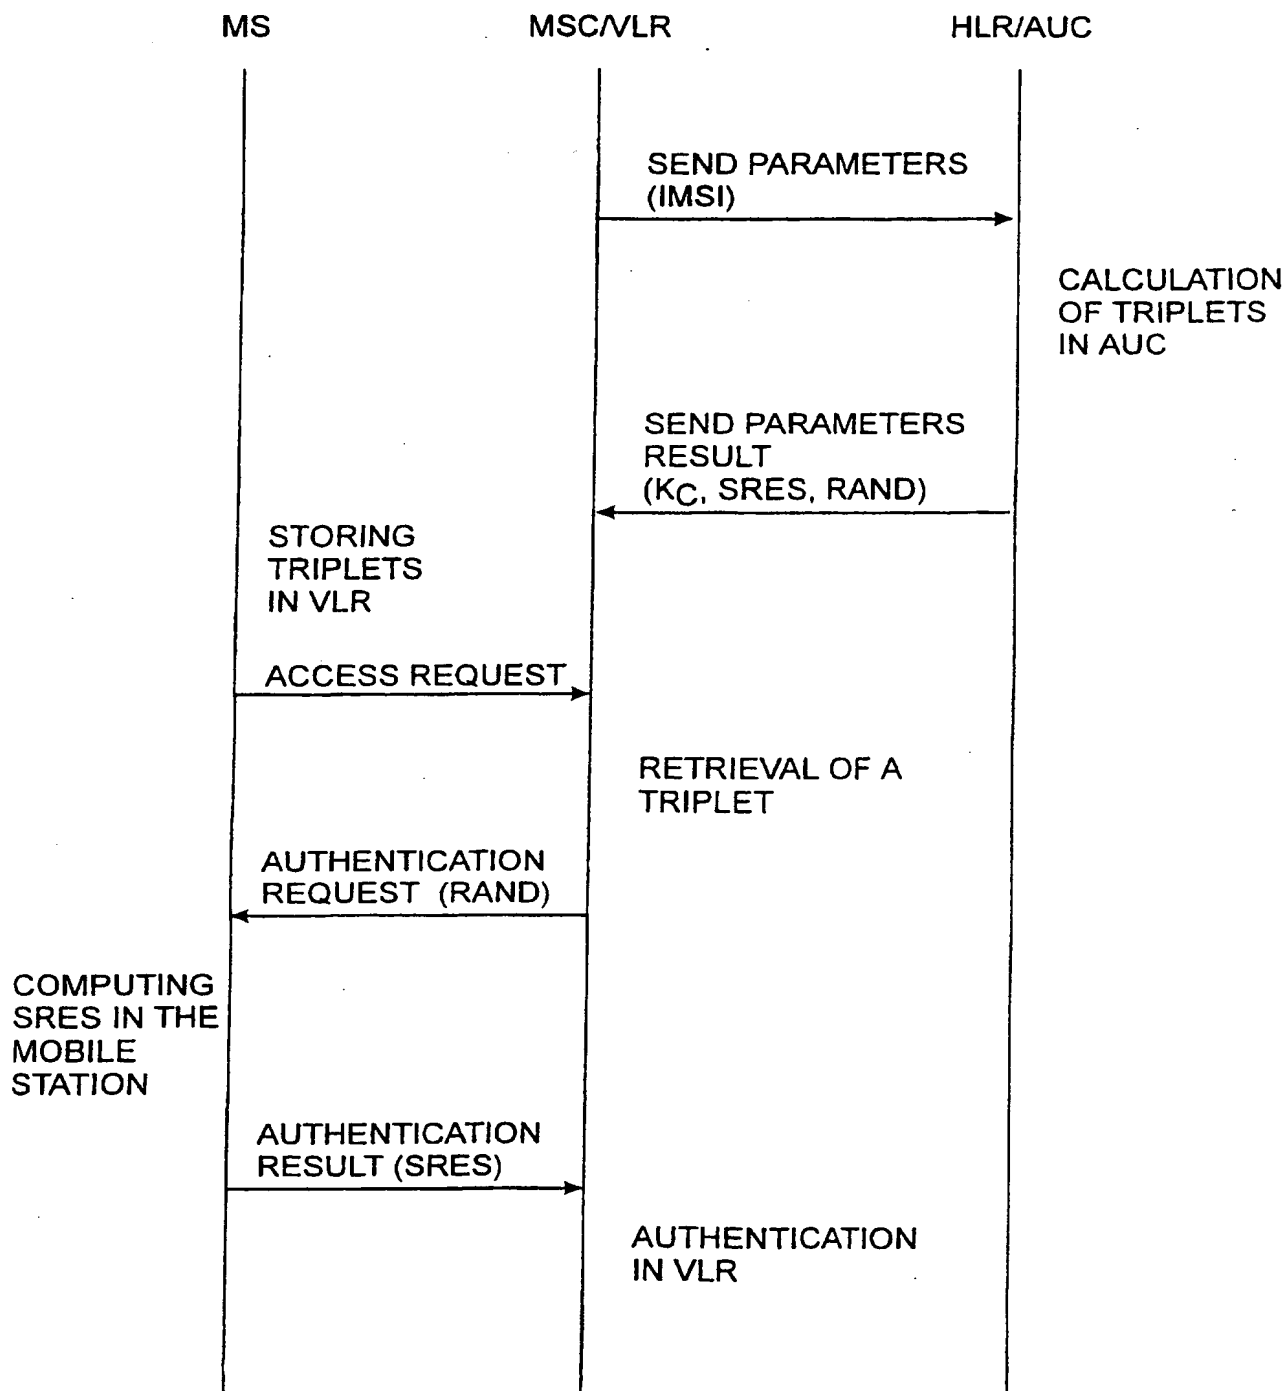 MS
MSC/VLR
HLR/AUC
SEND PARAMETERS
(IMSI)
CALCULATION
OF TRIPLETS
IN AUC
SEND PARAMETERS
RESULT
(KC, SRES, RAND)
STORING
TRIPLETS
IN VLR
ACCESS REQUEST
RETRIEVAL OF A
TRIPLET
AUTHENTICATION
REQUEST (RAND)
COMPUTING
SRES IN THE
MOBILE
STATION
AUTHENTICATION
RESULT (SRES)
AUTHENTICATION
IN VLR